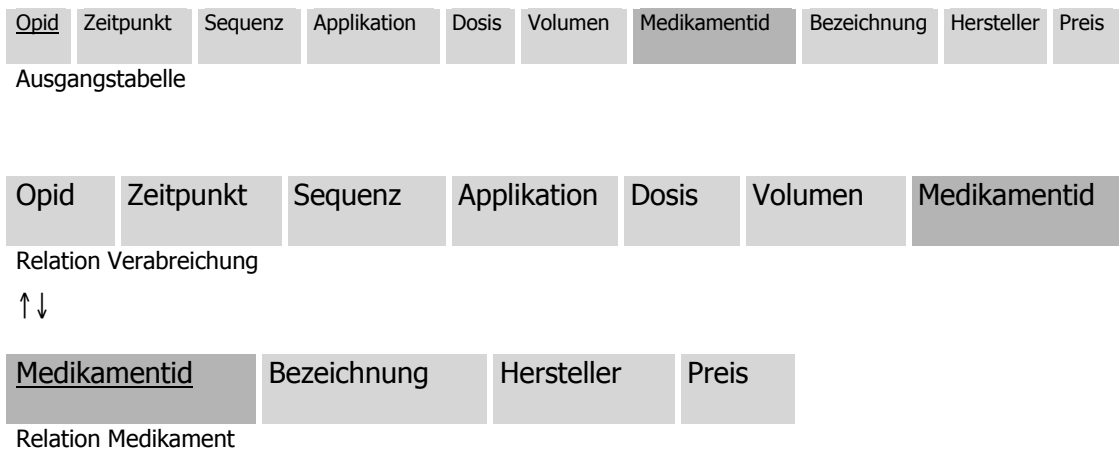 Opid Zeitpunkt Sequenz Applikation Dosis Volumen Medikamentid Bezeichnung Hersteller Preis
Ausgangstabelle
Opid Zeitpunkt Sequenz Applikation Dosis Volumen Medikamentid
Relation Verabreichung
↑↓
Medikamentid Bezeichnung Hersteller Preis
Relation Medikament